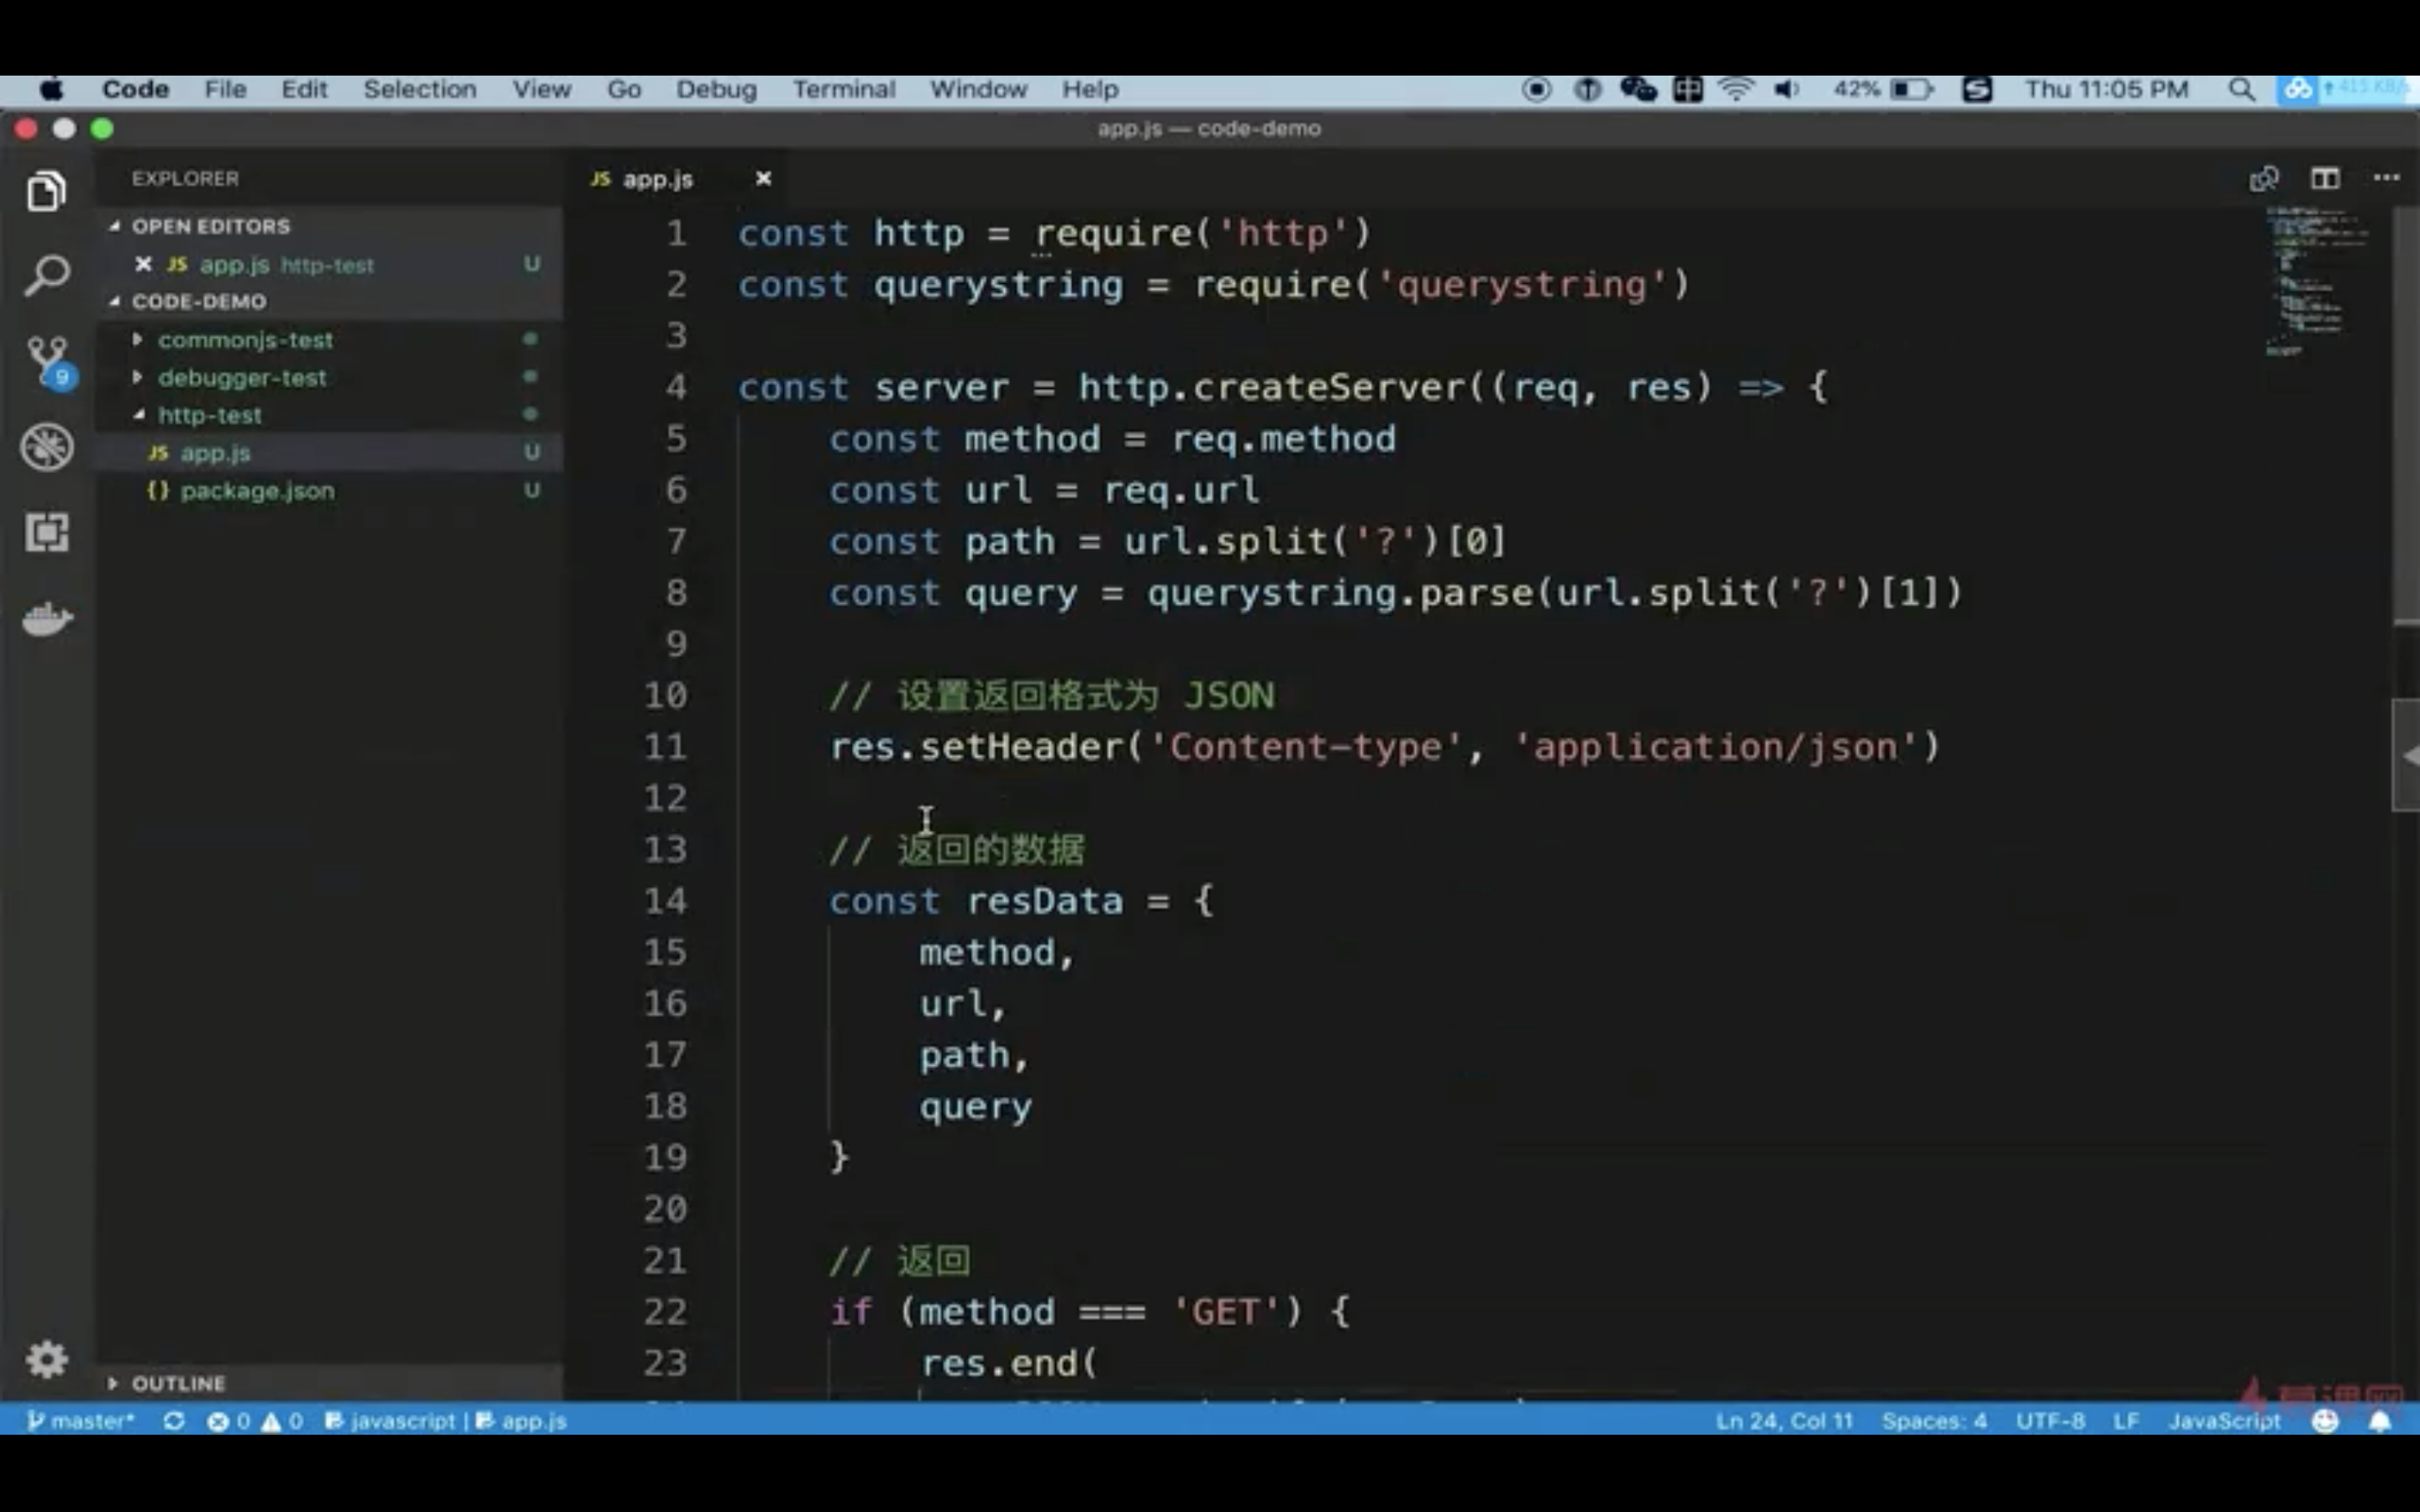 Code File Edit Selection View Go Debug Terminal Window Help 中 42% Thu 11:05 PM
app.js — code-demo
EXPLORER
OPEN EDITORS
JS app.js http-test U
CODE-DEMO
commonjs-test
debugger-test
http-test
JS app.js U
{} package.json U
9
OUTLINE
JS app.js
1 const http = require('http')
2 const querystring = require('querystring')
3
4 const server = http.createServer((req, res) => {
5 const method = req.method
6 const url = req.url
7 const path = url.split('?')[0]
8 const query = querystring.parse(url.split('?')[1])
9
10 // 设置返回格式为 JSON
11 res.setHeader('Content-type', 'application/json')
12
13 // 返回的数据
14 const resData = {
15 method,
16 url,
17 path,
18 query
19 }
20
21 // 返回
22 if (method === 'GET') {
23 res.end(
master* 0 0 javascript | app.js Ln 24, Col 11 Spaces: 4 UTF-8 LF JavaScript